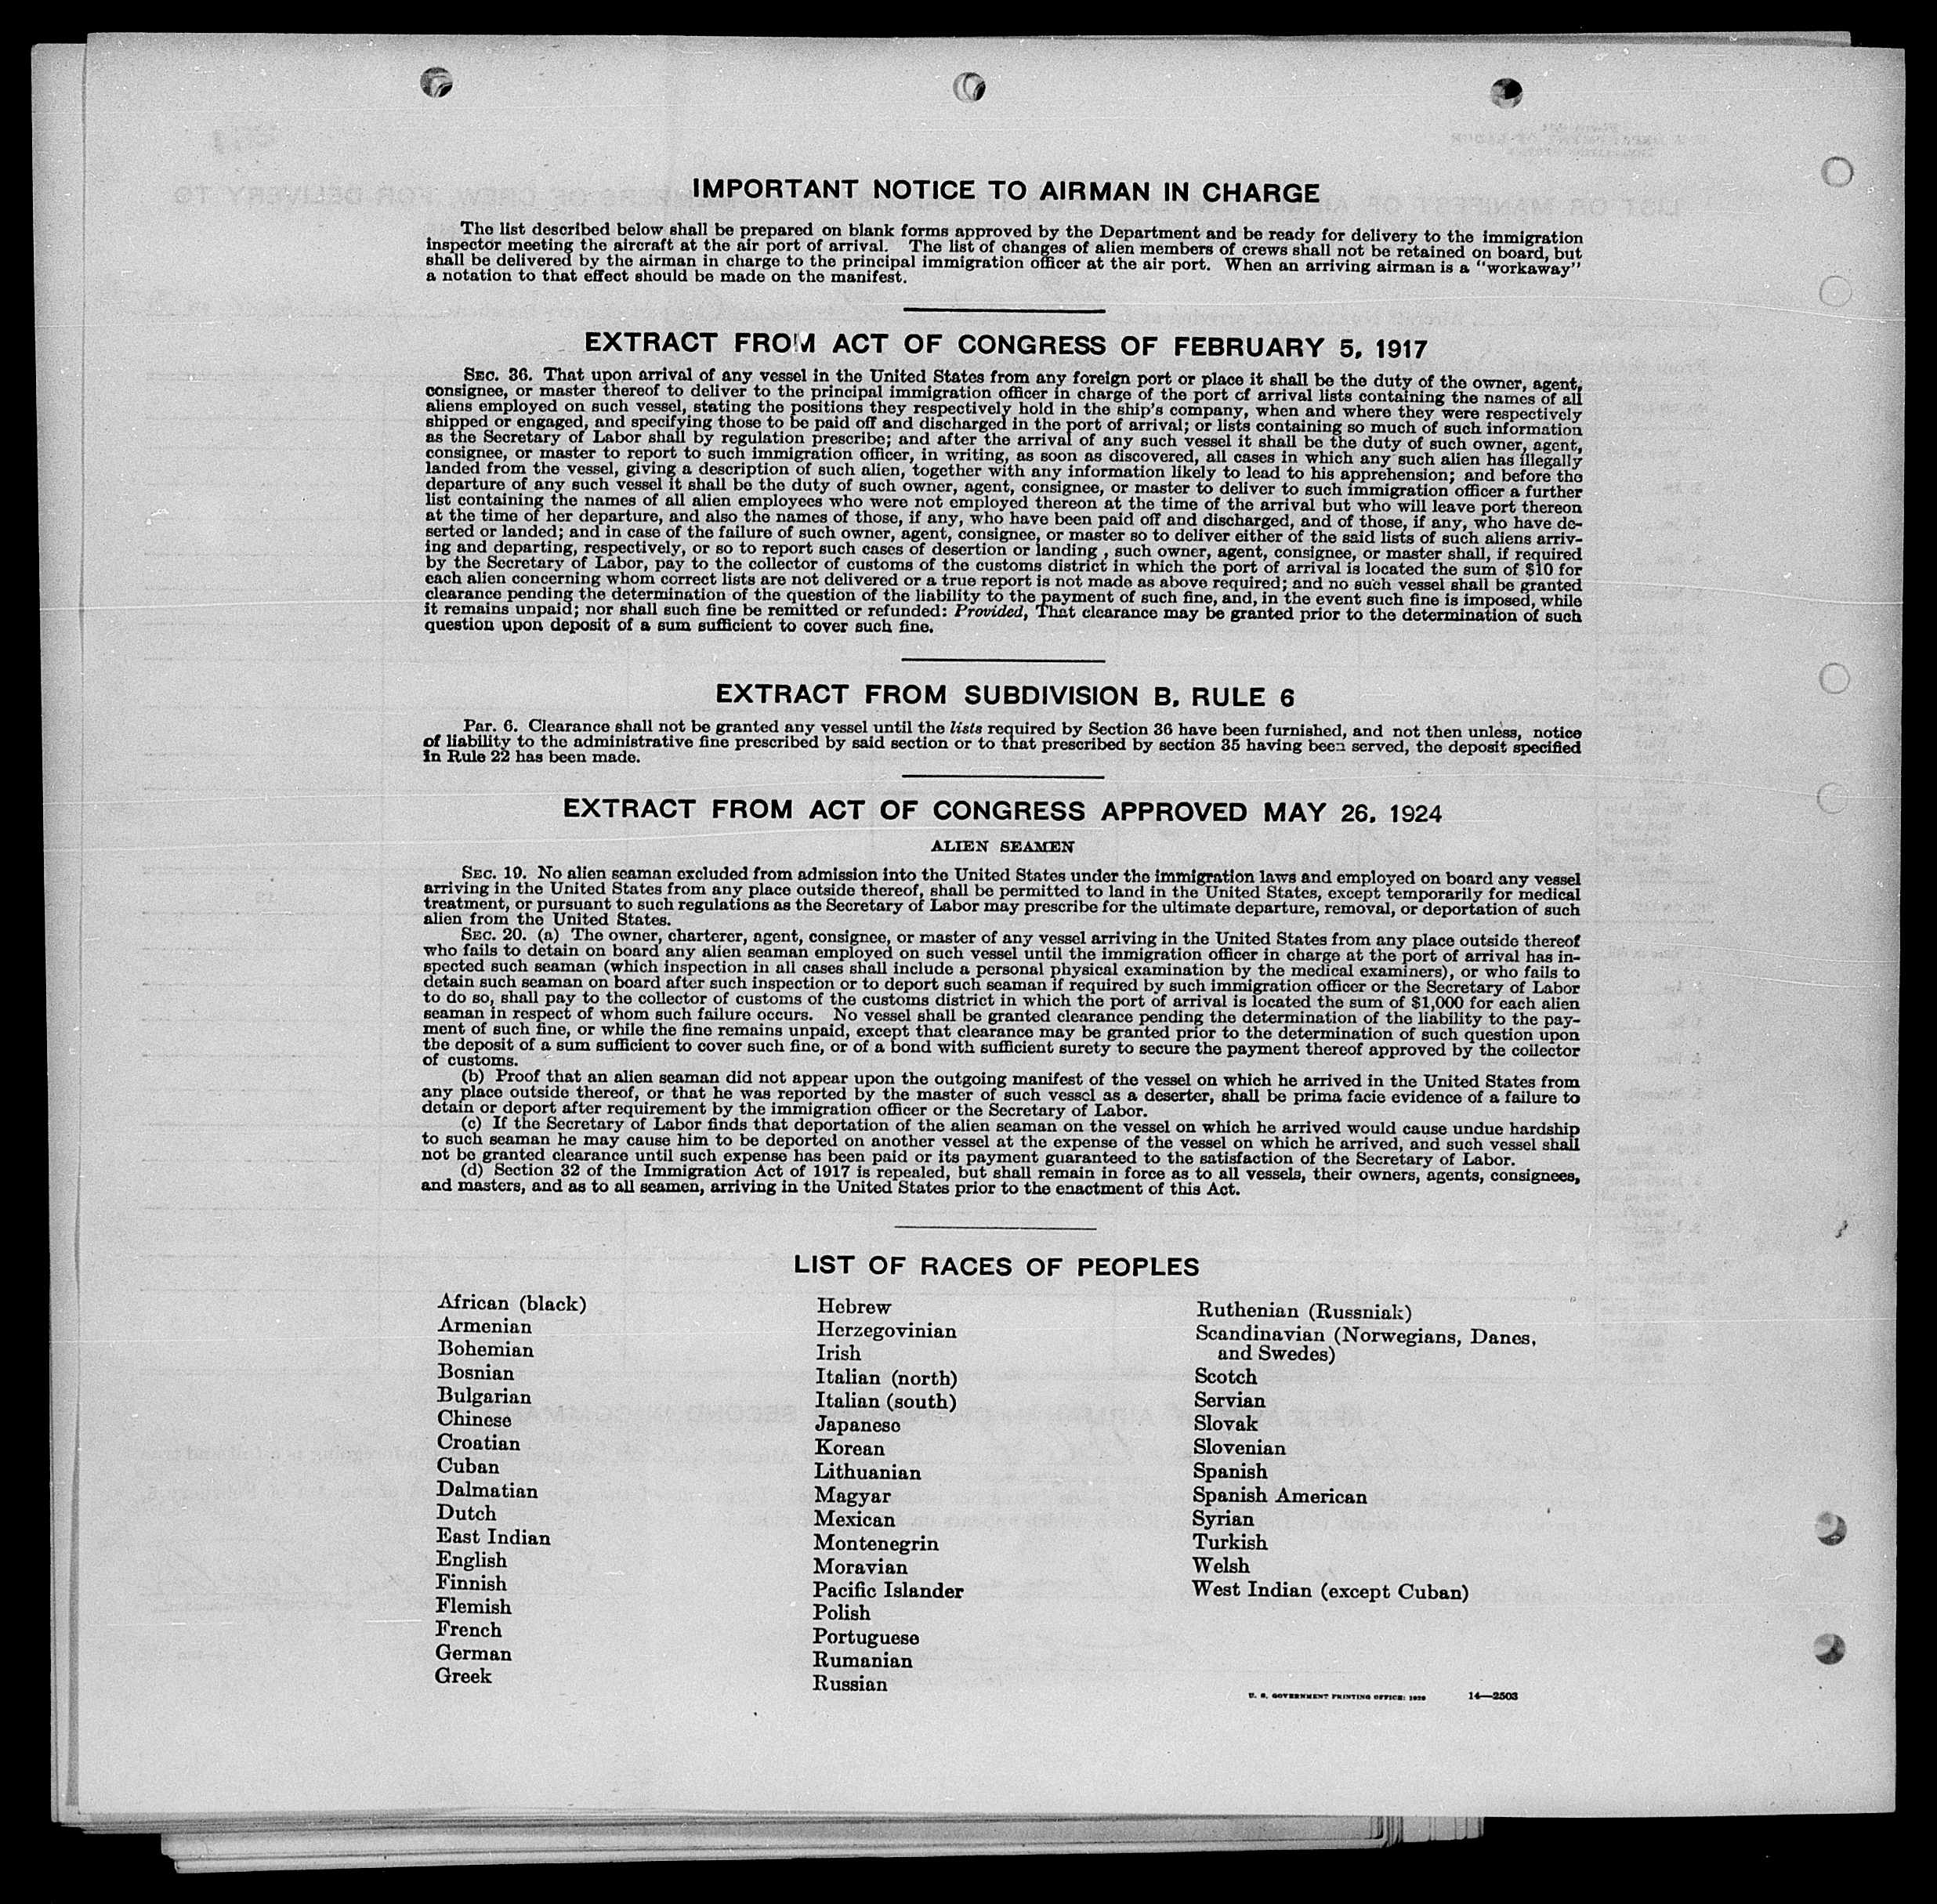 IMPORTANT NOTICE TO AIRMAN IN CHARGE
The list described below shall be prepared on blank forms approved by the Department and be ready for delivery to the immigration
inspector meeting the aircraft at the air port of arrival. The list of changes of alien members of crews shall not be retained on board, but
shall be delivered by the airman in charge to the principal immigration officer at the air port. When an arriving airman is a "workaway"
a notation to that effect should be made on the manifest.
EXTRACT FROM ACT OF CONGRESS OF FEBRUARY 5, 1917
SEC. 36. That upon arrival of any vessel in the United States from any foreign port or place it shall be the duty of the owner, agent,
consignee, or master thereof to deliver to the principal immigration officer in charge of the port of arrival lists containing the names of all
aliens employed on such vessel, stating the positions they respectively hold in the ship's company, when and where they were respectively
shipped or engaged, and specifying those to be paid off and discharged in the port of arrival; or lists containing so much of such information
as the Secretary of Labor shall by regulation prescribe; and after the arrival of any such vessel it shall be the duty of such owner, agent,
consignee, or master to report to such immigration officer, in writing, as soon as discovered, all cases in which any such alien has illegally
landed from the vessel, giving a description of such alien, together with any information likely to lead to his apprehension; and before the
departure of any such vessel it shall be the duty of such owner, agent, consignee, or master to deliver to such immigration officer a further
list containing the names of all alien employees who were not employed thereon at the time of the arrival but who will leave port thereon
at the time of her departure, and also the names of those, if any, who have been paid off and discharged, and of those, if any, who have de-
serted or landed; and in case of the failure of such owner, agent, consignee, or master so to deliver either of the said lists of such aliens arriv-
ing and departing, respectively, or so to report such cases of desertion or landing , such owner, agent, consignee, or master shall, if required
by the Secretary of Labor, pay to the collector of customs of the customs district in which the port of arrival is located the sum of $10 for
each alien concerning whom correct lists are not delivered or a true report is not made as above required; and no such vessel shall be granted
clearance pending the determination of the question of the liability to the payment of such fine, and, in the event such fine is imposed, while
it remains unpaid; nor shall such fine be remitted or refunded: Provided, That clearance may be granted prior to the determination of such
question upon deposit of a sum sufficient to cover such fine.
EXTRACT FROM SUBDIVISION B, RULE 6
Par. 6. Clearance shall not be granted any vessel until the lists required by Section 36 have been furnished, and not then unless, notice
of liability to the administrative fine prescribed by said section or to that prescribed by section 35 having been served, the deposit specified
in Rule 22 has been made.
EXTRACT FROM ACT OF CONGRESS APPROVED MAY 26, 1924
ALIEN SEAMEN
SEC. 19. No alien seaman excluded from admission into the United States under the immigration laws and employed on board any vessel
arriving in the United States from any place outside thereof, shall be permitted to land in the United States, except temporarily for medical
treatment, or pursuant to such regulations as the Secretary of Labor may prescribe for the ultimate departure, removal, or deportation of such
alien from the United States.
SEC. 20. (a) The owner, charterer, agent, consignee, or master of any vessel arriving in the United States from any place outside thereof
who fails to detain on board any alien seaman employed on such vessel until the immigration officer in charge at the port of arrival has in-
spected such seaman (which inspection in all cases shall include a personal physical examination by the medical examiners), or who fails to
detain such seaman on board after such inspection or to deport such seaman if required by such immigration officer or the Secretary of Labor
to do so, shall pay to the collector of customs of the customs district in which the port of arrival is located the sum of $1,000 for each alien
seaman in respect of whom such failure occurs. No vessel shall be granted clearance pending the determination of the liability to the pay-
ment of such fine, or while the fine remains unpaid, except that clearance may be granted prior to the determination of such question upon
the deposit of a sum sufficient to cover such fine, or of a bond with sufficient surety to secure the payment thereof approved by the collector
of customs.
(b) Proof that an alien seaman did not appear upon the outgoing manifest of the vessel on which he arrived in the United States from
any place outside thereof, or that he was reported by the master of such vessel as a deserter, shall be prima facie evidence of a failure to
detain or deport after requirement by the immigration officer or the Secretary of Labor.
(c) If the Secretary of Labor finds that deportation of the alien seaman on the vessel on which he arrived would cause undue hardship
to such seaman he may cause him to be deported on another vessel at the expense of the vessel on which he arrived, and such vessel shall
not be granted clearance until such expense has been paid or its payment guaranteed to the satisfaction of the Secretary of Labor.
(d) Section 32 of the Immigration Act of 1917 is repealed, but shall remain in force as to all vessels, their owners, agents, consignees,
and masters, and as to all seamen, arriving in the United States prior to the enactment of this Act.
LIST OF RACES OF PEOPLES
African (black)
Armenian
Bohemian
Bosnian
Bulgarian
Chinese
Croatian
Cuban
Dalmatian
Dutch
East Indian
English
Finnish
Flemish
French
German
Greek
Hebrew
Herzegovinian
Irish
Italian (north)
Italian (south)
Japanese
Korean
Lithuanian
Magyar
Mexican
Montenegrin
Moravian
Pacific Islander
Polish
Portuguese
Rumanian
Russian
Ruthenian (Russniak)
Scandinavian (Norwegians, Danes,
and Swedes)
Scotch
Servian
Slovak
Slovenian
Spanish
Spanish American
Syrian
Turkish
Welsh
West Indian (except Cuban)
U. S. GOVERNMENT PRINTING OFFICE: 14—2503